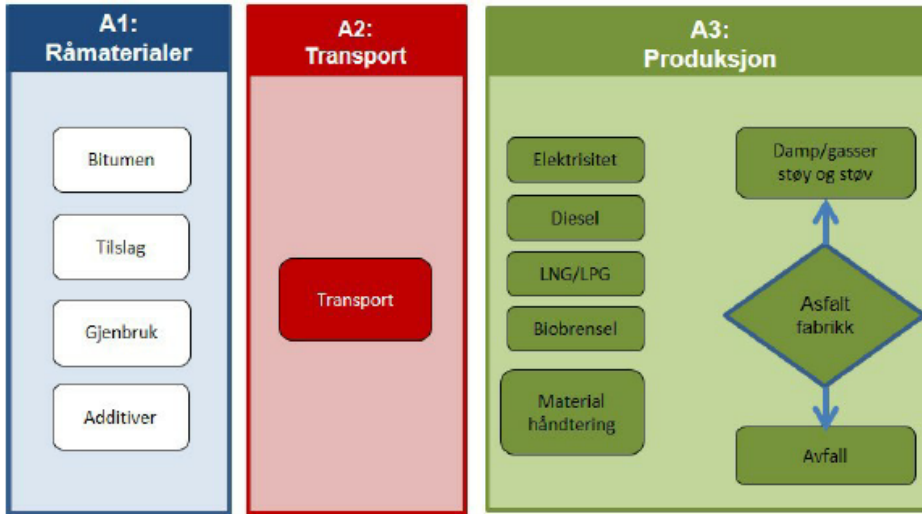 A1:
Råmaterialer
Bitumen
Tilslag
Gjenbruk
Additiver
A2:
Transport
Transport
A3:
Produksjon
Elektrisitet
Diesel
LNG/LPG
Biobrensel
Material
håndtering
Damp/gasser
støy og støv
Asfalt
fabrikk
Avfall